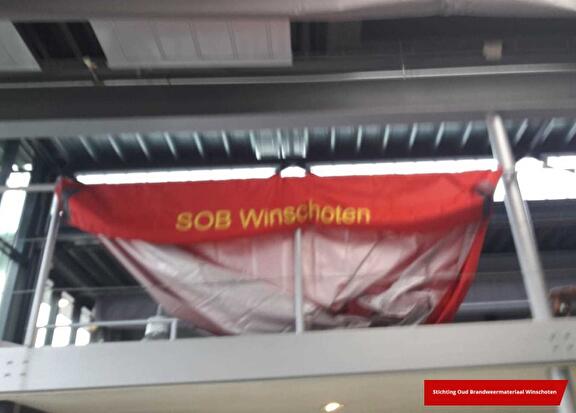 SOB Winschoten
Stichting Oud Brandweermateriaal Winschoten